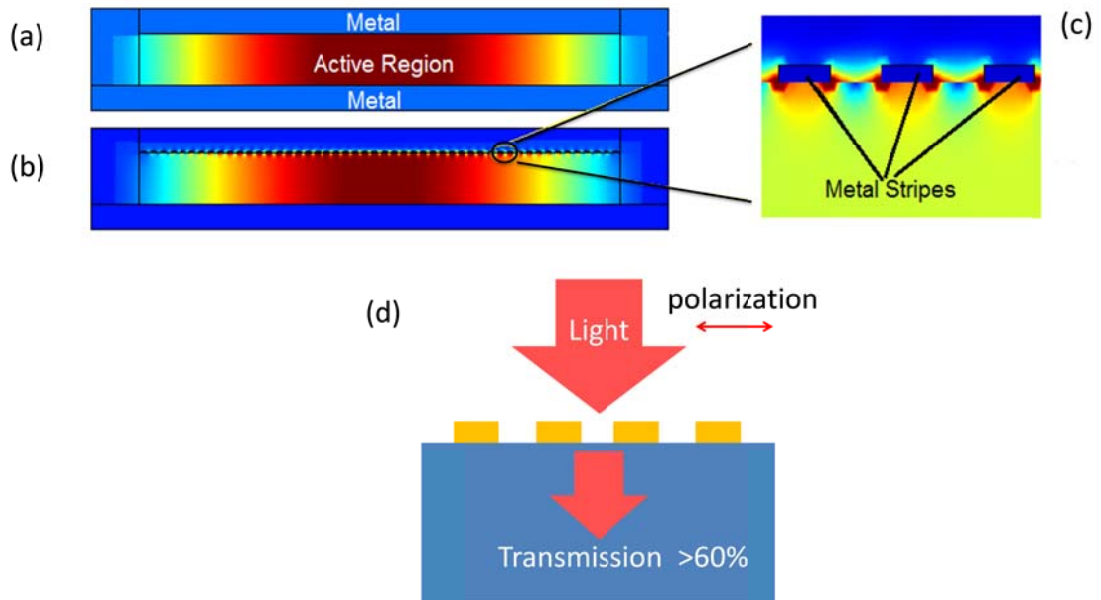 (a)
Metal
Active Region
Metal
(b)
(c)
Metal Stripes
(d)
polarization
Light
Transmission >60%